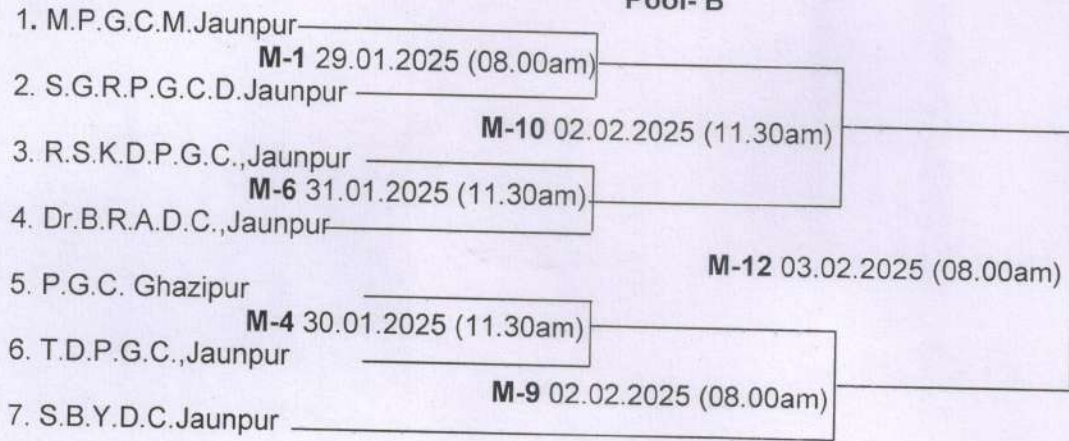 Pool- B
1. M.P.G.C.M.Jaunpur
M-1 29.01.2025 (08.00am)
2. S.G.R.P.G.C.D.Jaunpur
M-10 02.02.2025 (11.30am)
3. R.S.K.D.P.G.C.,Jaunpur
M-6 31.01.2025 (11.30am)
4. Dr.B.R.A.D.C.,Jaunpur
M-12 03.02.2025 (08.00am)
5. P.G.C. Ghazipur
M-4 30.01.2025 (11.30am)
6. T.D.P.G.C.,Jaunpur
M-9 02.02.2025 (08.00am)
7. S.B.Y.D.C.Jaunpur